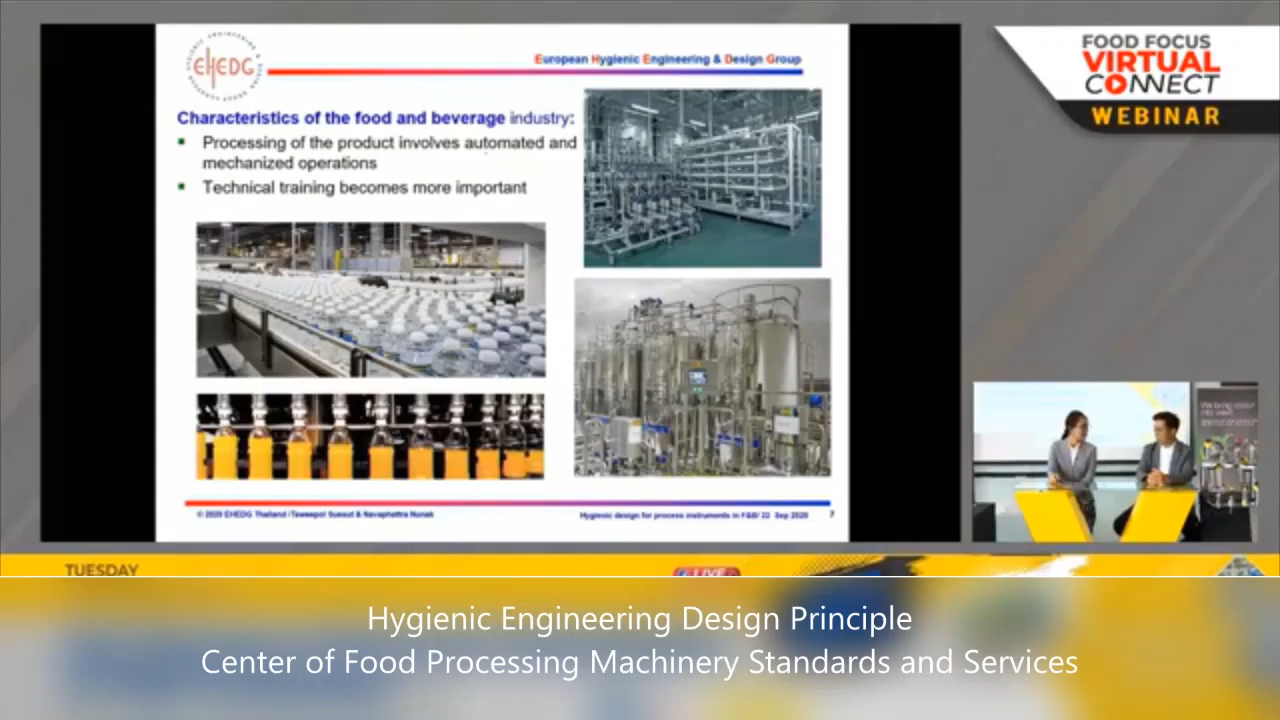 EHEDG
European Hygienic Engineering & Design Group
Characteristics of the food and beverage industry:
Processing of the product involves automated and
mechanized operations
Technical training becomes more important
© 2020 EHEDG Thailand /Taweepol Suesut & Navaphattra Nunak
Hygienic design for process instruments in F&B/ 22 Sep 2020 7
FOOD FOCUS
VIRTUAL
CONNECT
WEBINAR
TUESDAY
LIVE
Hygienic Engineering Design Principle
Center of Food Processing Machinery Standards and Services